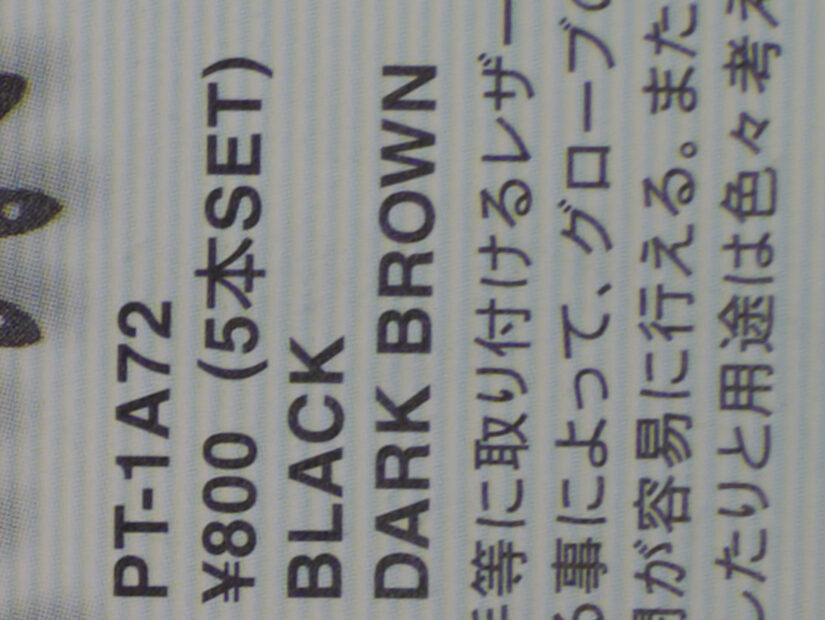 PT-1A72
¥800 (5本SET)
BLACK
DARK BROWN
等に取り付けるレザー
事によって、グローブ
が容易に行える。また
たりと用途は色々考え